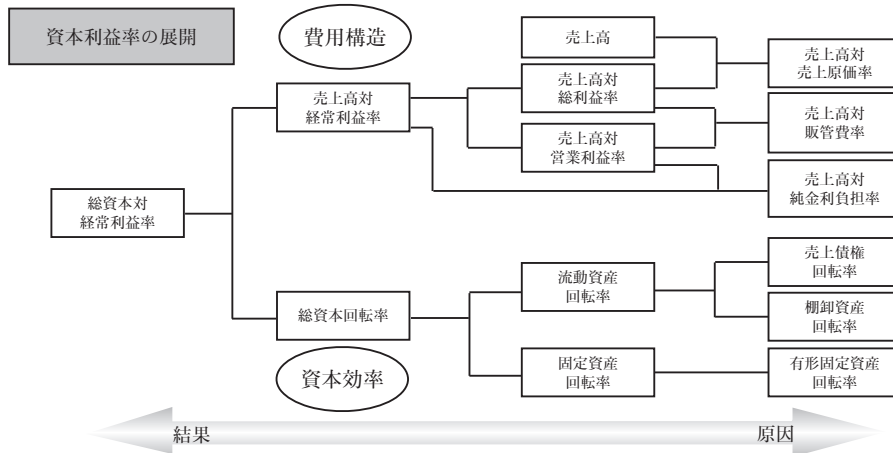 資本利益率の展開
費用構造
売上高
売上高対
売上原価率
売上高対
経常利益率
売上高対
総利益率
売上高対
販管費率
売上高対
営業利益率
売上高対
純金利負担率
総資本対
経常利益率
売上債権
回転率
流動資産
回転率
総資本回転率
棚卸資産
回転率
資本効率
固定資産
回転率
有形固定資産
回転率
結果
原因